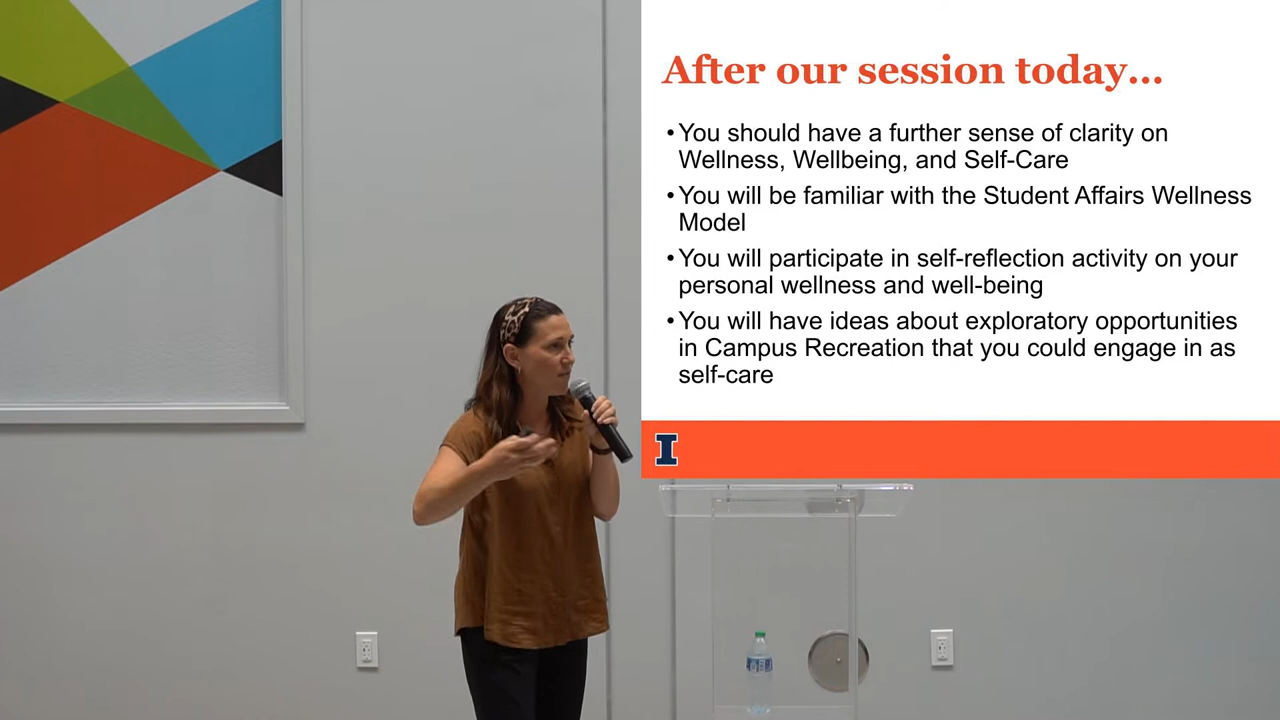 After our session today...
•You should have a further sense of clarity on
Wellness, Wellbeing, and Self-Care
•You will be familiar with the Student Affairs Wellness
Model
•You will participate in self-reflection activity on your
personal wellness and well-being
•You will have ideas about exploratory opportunities
in Campus Recreation that you could engage in as
self-care
I